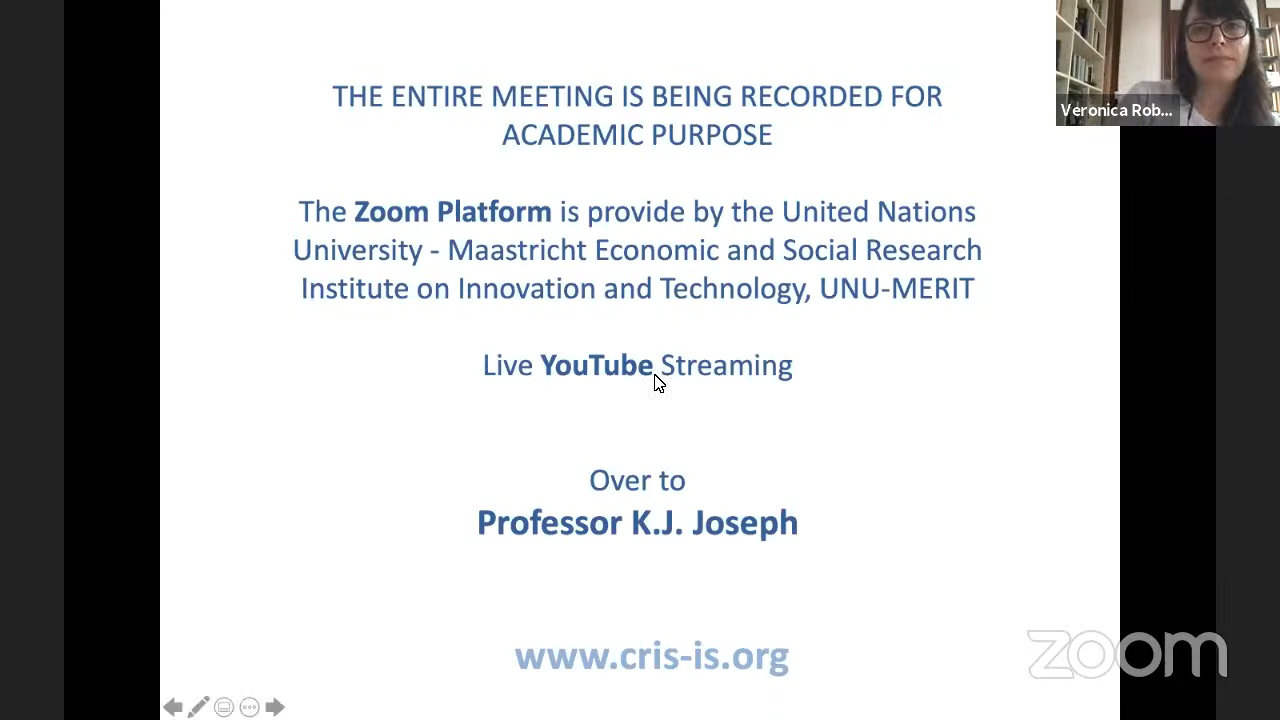 THE ENTIRE MEETING IS BEING RECORDED FOR
ACADEMIC PURPOSE
The Zoom Platform is provide by the United Nations
University - Maastricht Economic and Social Research
Institute on Innovation and Technology, UNU-MERIT
Live YouTube Streaming
Over to
Professor K.J. Joseph
www.cris-is.org
Veronica Rob...
zoom